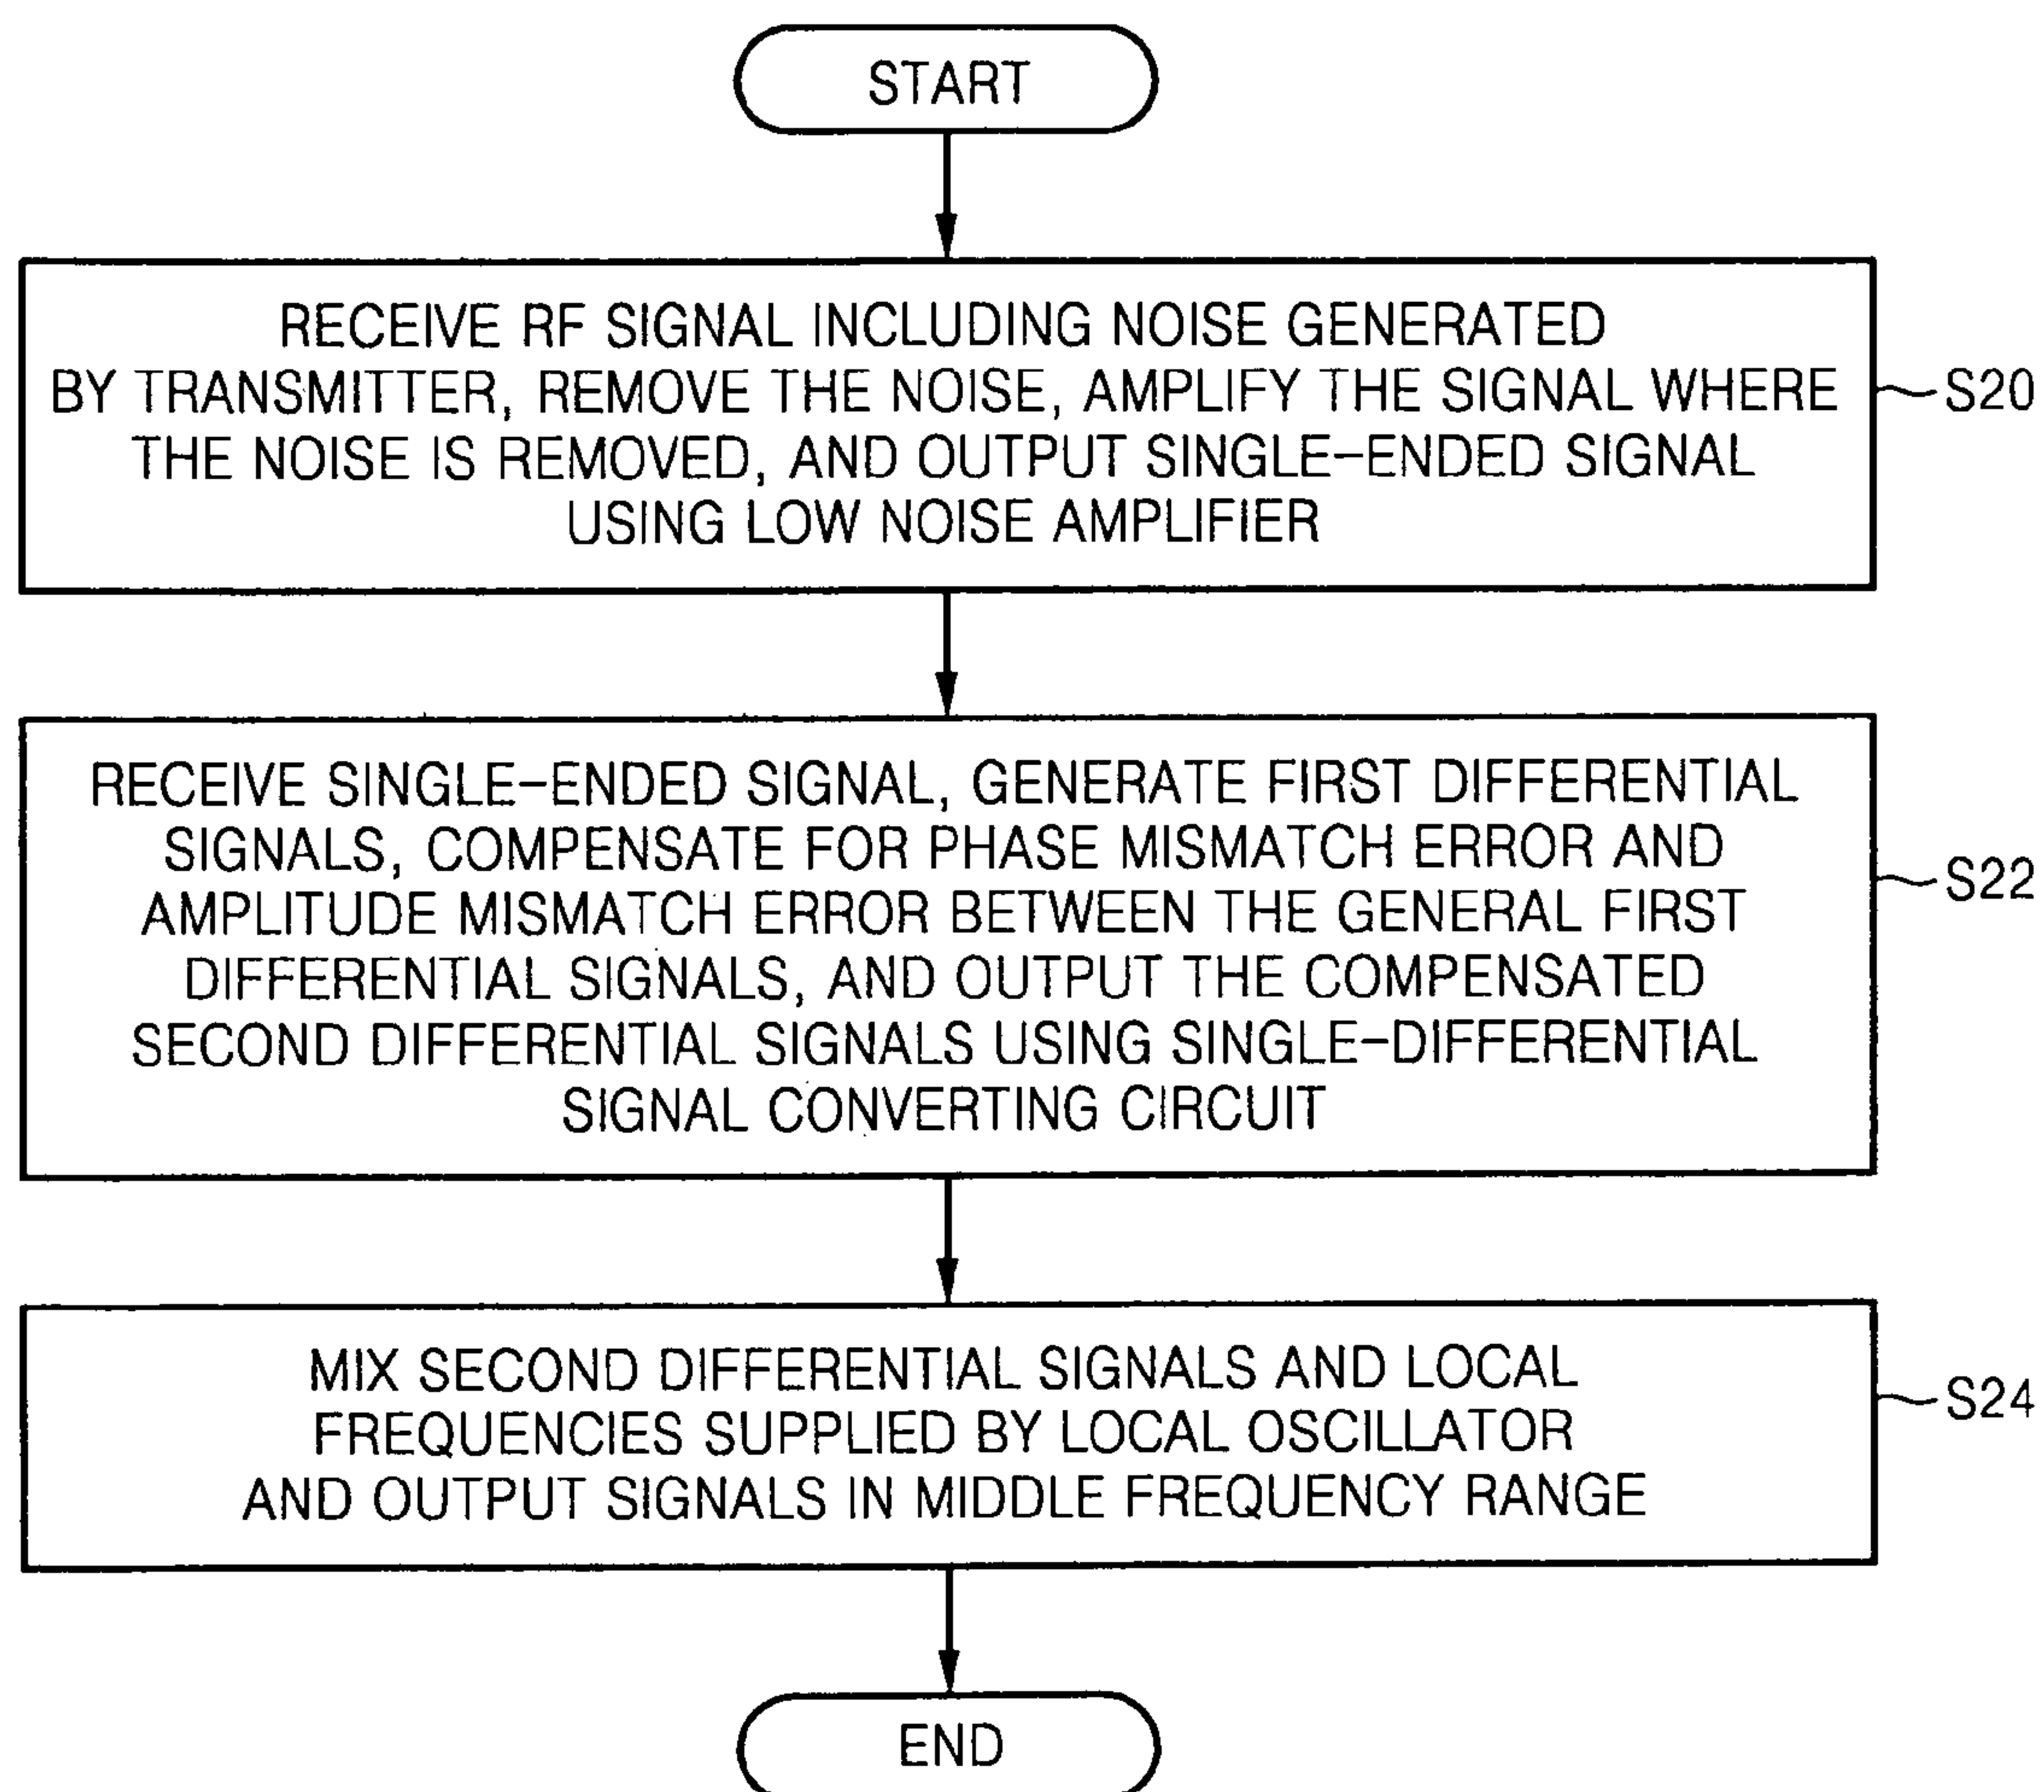 START
RECEIVE RF SIGNAL INCLUDING NOISE GENERATED
BY TRANSMITTER, REMOVE THE NOISE, AMPLIFY THE SIGNAL WHERE
THE NOISE IS REMOVED, AND OUTPUT SINGLE-ENDED SIGNAL
USING LOW NOISE AMPLIFIER
S20
RECEIVE SINGLE-ENDED SIGNAL, GENERATE FIRST DIFFERENTIAL
SIGNALS, COMPENSATE FOR PHASE MISMATCH ERROR AND
AMPLITUDE MISMATCH ERROR BETWEEN THE GENERAL FIRST
DIFFERENTIAL SIGNALS, AND OUTPUT THE COMPENSATED
SECOND DIFFERENTIAL SIGNALS USING SINGLE-DIFFERENTIAL
SIGNAL CONVERTING CIRCUIT
S22
MIX SECOND DIFFERENTIAL SIGNALS AND LOCAL
FREQUENCIES SUPPLIED BY LOCAL OSCILLATOR
AND OUTPUT SIGNALS IN MIDDLE FREQUENCY RANGE
S24
END